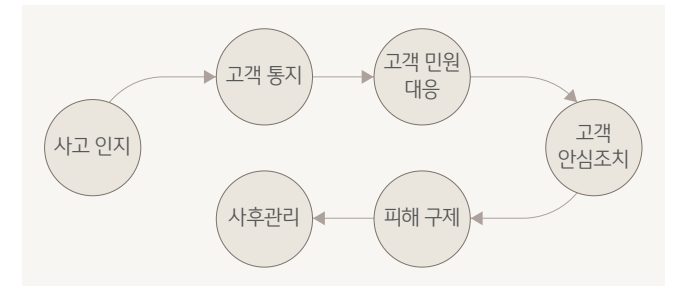 사고 인지
고객 통지
고객 민원
대응
고객
안심조치
피해 구제
사후관리